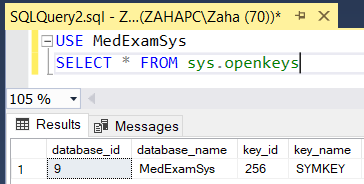 SQLQuery2.sql - Z...(ZAHAPC\Zaha (70))*
USE MedExamSys
SELECT * FROM sys.openkeys
105 %
Results Messages
database_id database_name key_id key_name
1 9 MedExamSys 256 SYMKEY